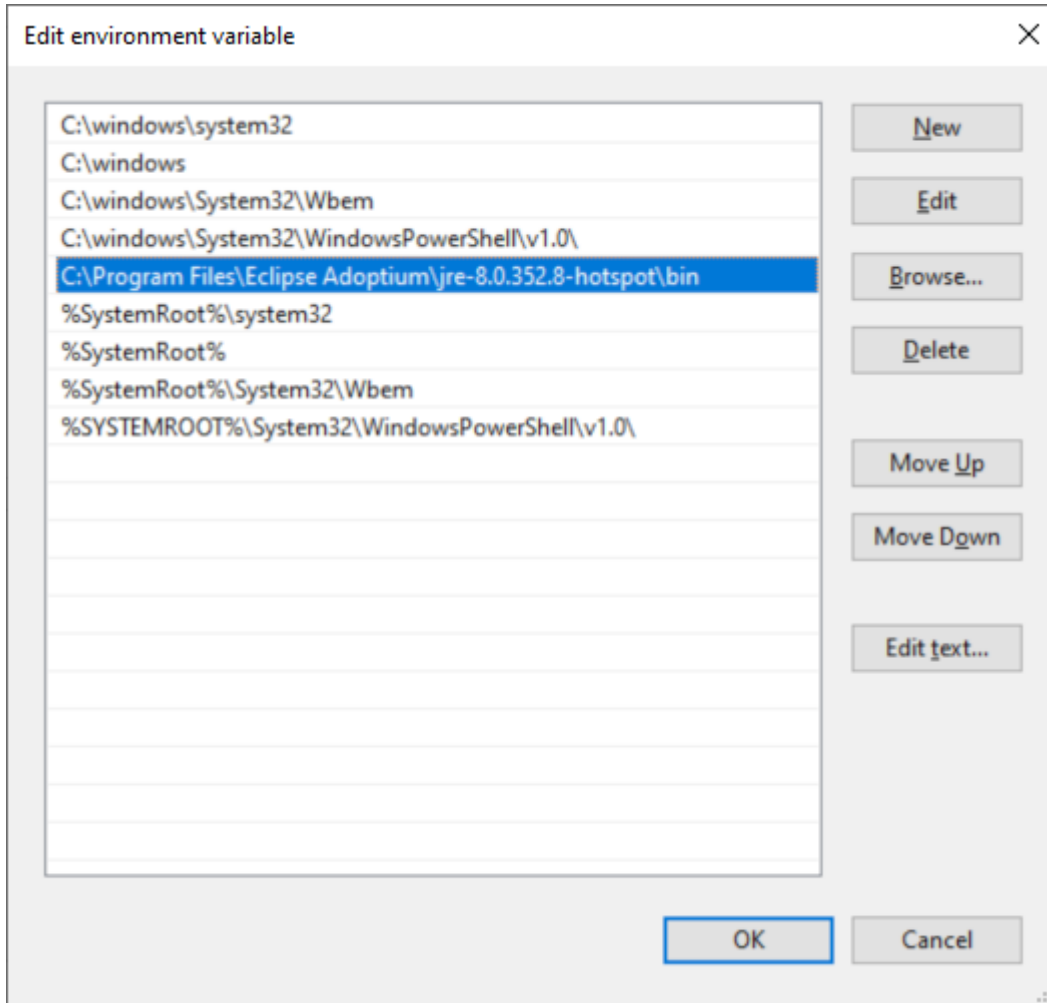 Edit environment variable
C:\windows\system32
C:\windows
C:\windows\System32\Wbem
C:\windows\System32\WindowsPowerShell\v1.0\
C:\Program Files\Eclipse Adoptium\jre-8.0.352.8-hotspot\bin
%SystemRoot%\system32
%SystemRoot%
%SystemRoot%\System32\Wbem
%SYSTEMROOT%\System32\WindowsPowerShell\v1.0\
New
Edit
Browse...
Delete
Move Up
Move Down
Edit text...
OK
Cancel